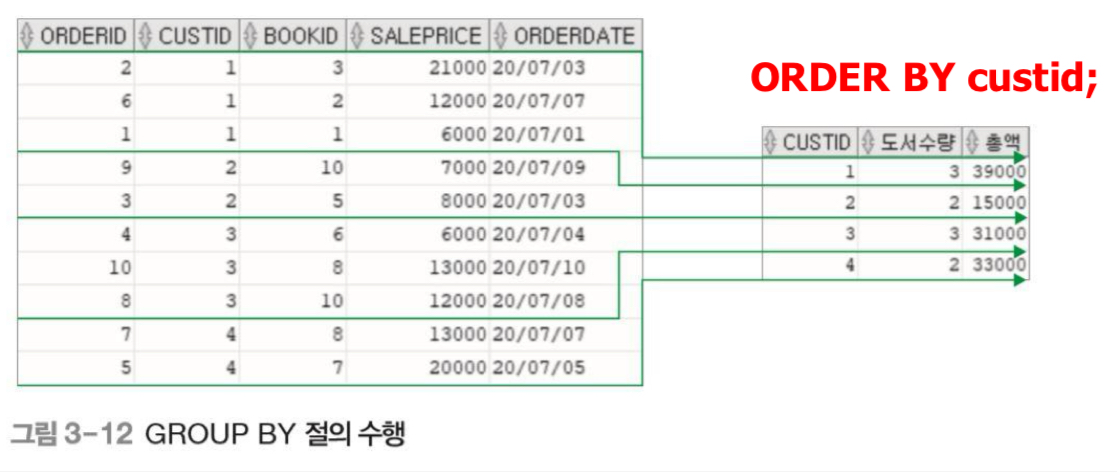 ORDERID CUSTID BOOKID SALEPRICE ORDERDATE
2 1 3 21000 20/07/03
6 1 2 12000 20/07/07
1 1 1 6000 20/07/01
9 2 10 7000 20/07/09
3 2 5 8000 20/07/03
4 3 6 6000 20/07/04
10 3 8 13000 20/07/10
8 3 10 12000 20/07/08
7 4 8 13000 20/07/07
5 4 7 20000 20/07/05
ORDER BY custid;
CUSTID 도서수량 총액
1 3 39000
2 2 15000
3 3 31000
4 2 33000
그림 3-12 GROUP BY 절의 수행